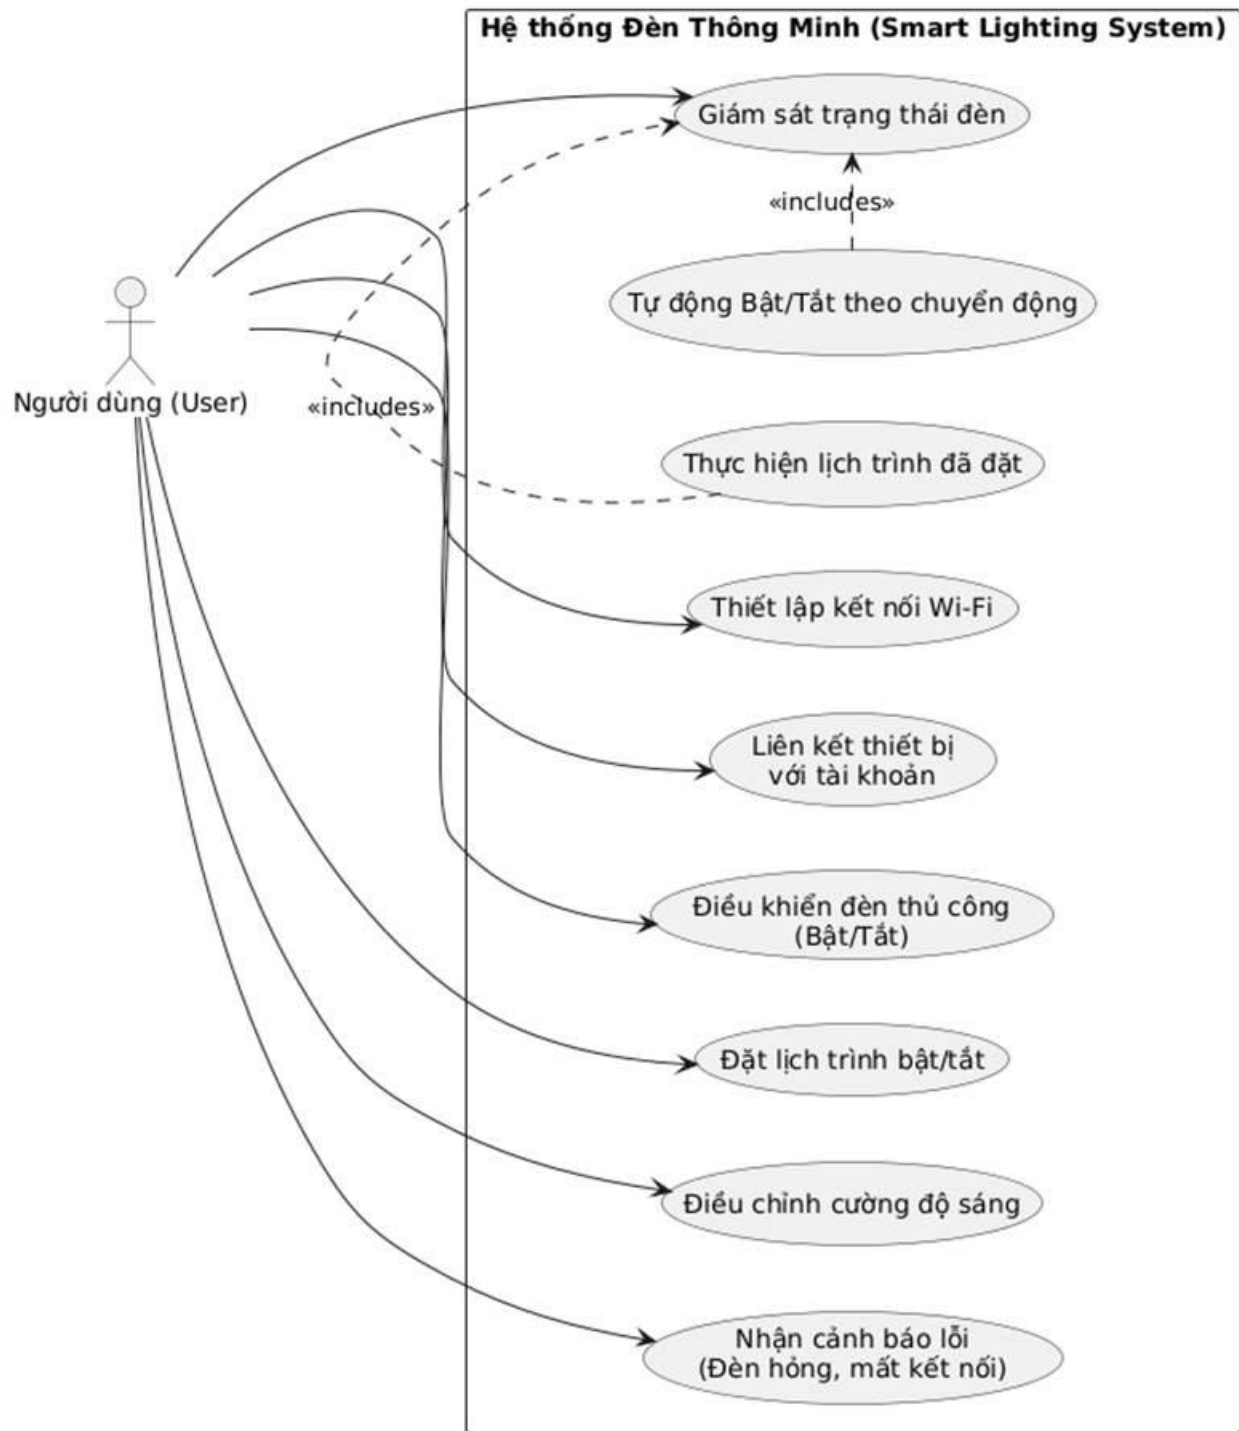 Hệ thống Đèn Thông Minh (Smart Lighting System)
Giám sát trạng thái đèn
«includes»
Tự động Bật/Tắt theo chuyển động
Người dùng (User)
«includes»
Thực hiện lịch trình đã đặt
Thiết lập kết nối Wi-Fi
Liên kết thiết bị
với tài khoản
Điều khiển đèn thủ công
(Bật/Tắt)
Đặt lịch trình bật/tắt
Điều chỉnh cường độ sáng
Nhận cảnh báo lỗi
(Đèn hỏng, mất kết nối)